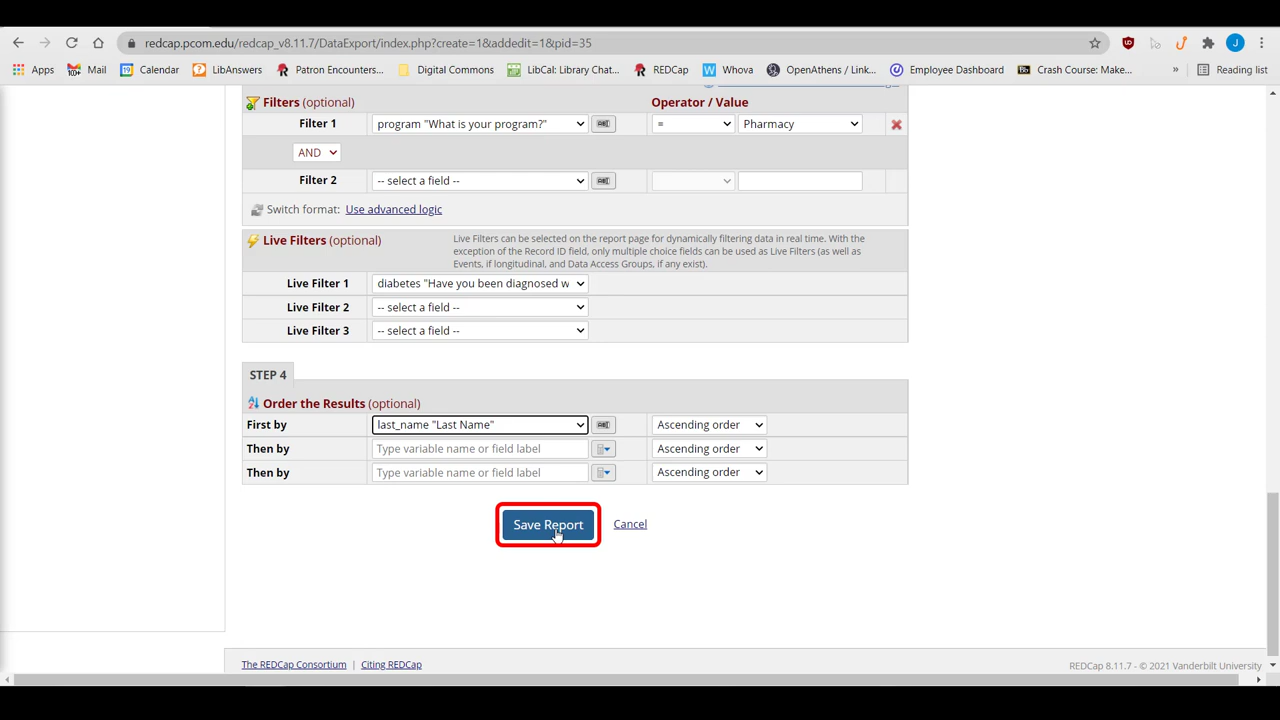 redcap.pcom.edu/redcap_v8.11.7/DataExport/index.php?create=1&addedit=1&pid=35
J
Apps 10+ Mail Calendar LibAnswers Patron Encounters... Digital Commons LibCal: Library Chat... REDCap Whova OpenAthens / Link... Employee Dashboard Crash Course: Make... » Reading list
Filters (optional) Operator / Value
Filter 1 program "What is your program?" = Pharmacy
AND
Filter 2 -- select a field --
Switch format: Use advanced logic
Live Filters (optional) Live Filters can be selected on the report page for dynamically filtering data in real time. With the
exception of the Record ID field, only multiple choice fields can be used as Live Filters (as well as
Events, if longitudinal, and Data Access Groups, if any exist).
Live Filter 1 diabetes "Have you been diagnosed w
Live Filter 2 -- select a field --
Live Filter 3 -- select a field --
STEP 4
Order the Results (optional)
First by last_name "Last Name" Ascending order
Then by Type variable name or field label Ascending order
Then by Type variable name or field label Ascending order
Save Report Cancel
The REDCap Consortium | Citing REDCap REDCap 8.11.7 - © 2021 Vanderbilt University